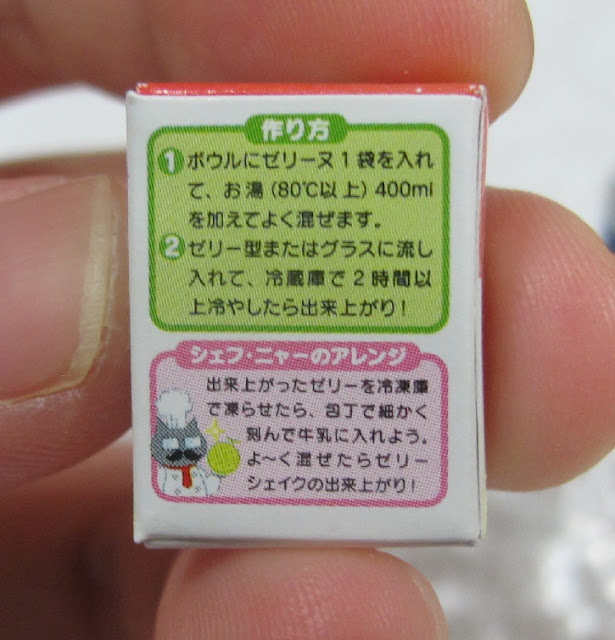 作り方
1 ボウルにゼリーヌ1袋を入れ
て、お湯(80℃以上)400ml
を加えてよく混ぜます。
2 ゼリー型またはグラスに流し
入れて、冷蔵庫で2時間以
上冷やしたら出来上がり!
シェフ・ニャーのアレンジ
出来上がったゼリーを冷凍庫
で凍らせたら、包丁で細かく
刻んで牛乳に入れよう。
よ〜く混ぜたらゼリー
シェイクの出来上がり!